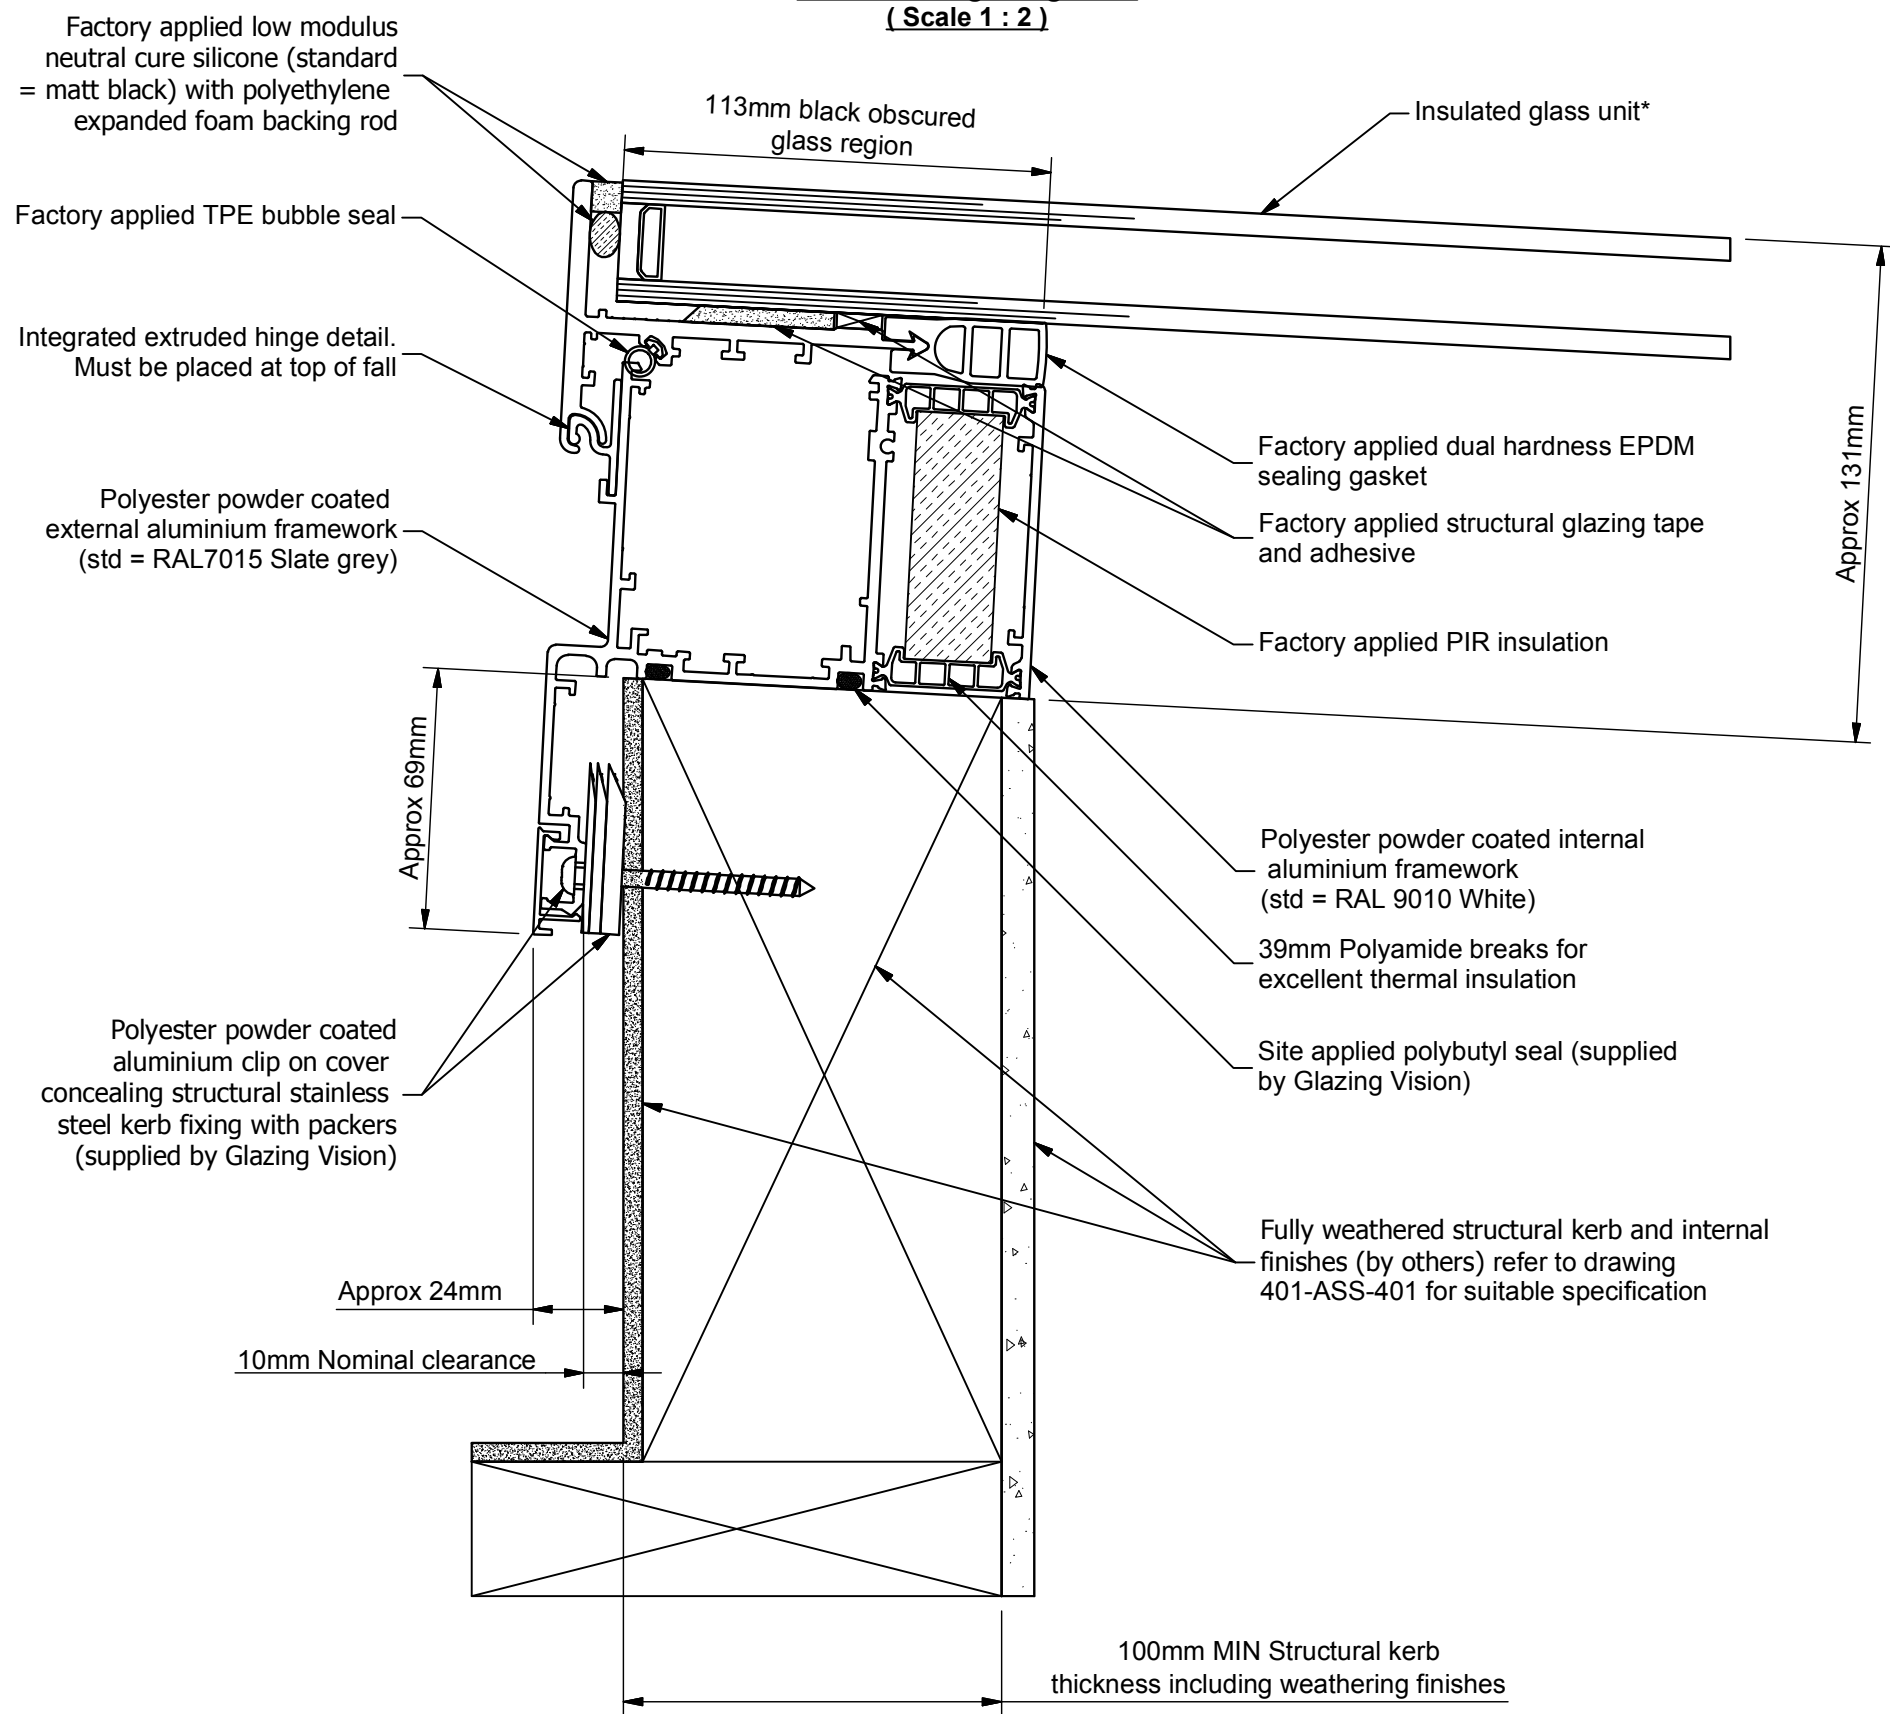 ( Scale 1 : 2 )
Factory applied low modulus
neutral cure silicone (standard
= matt black) with polyethylene
expanded foam backing rod
113mm black obscured
glass region
Insulated glass unit*
Factory applied TPE bubble seal
Integrated extruded hinge detail.
Must be placed at top of fall
Approx 131mm
Factory applied dual hardness EPDM
sealing gasket
Polyester powder coated
external aluminium framework
(std = RAL7015 Slate grey)
Factory applied structural glazing tape
and adhesive
Factory applied PIR insulation
Approx 69mm
Polyester powder coated internal
aluminium framework
(std = RAL 9010 White)
39mm Polyamide breaks for
excellent thermal insulation
Polyester powder coated
aluminium clip on cover
concealing structural stainless
steel kerb fixing with packers
(supplied by Glazing Vision)
Site applied polybutyl seal (supplied
by Glazing Vision)
Fully weathered structural kerb and internal
finishes (by others) refer to drawing
401-ASS-401 for suitable specification
Approx 24mm
10mm Nominal clearance
100mm MIN Structural kerb
thickness including weathering finishes